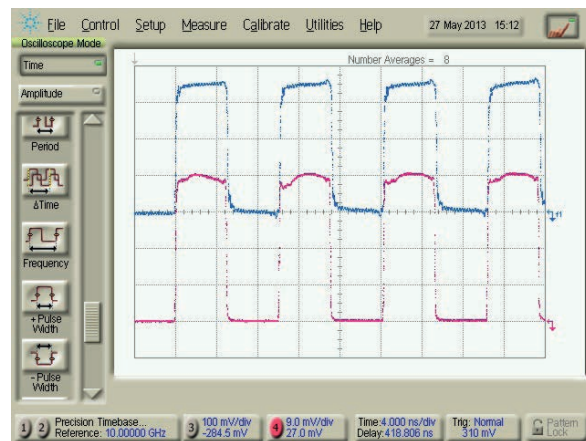 File Control Setup Measure Calibrate Utilities Help 27 May 2013 15:12
Oscilloscope Mode
Time
Amplitude
Number Averages = 8
Period
ΔTime
Frequency
+ Pulse
Width
- Pulse
Width
1 2 Precision Timebase...
Reference: 10.00000 GHz
3 100 mV/div
-284.5 mV
4 9.0 mV/div
27.0 mV
Time:4.000 ns/div
Delay:418.806 ns
Trig: Normal
310 mV
Pattern
Lock